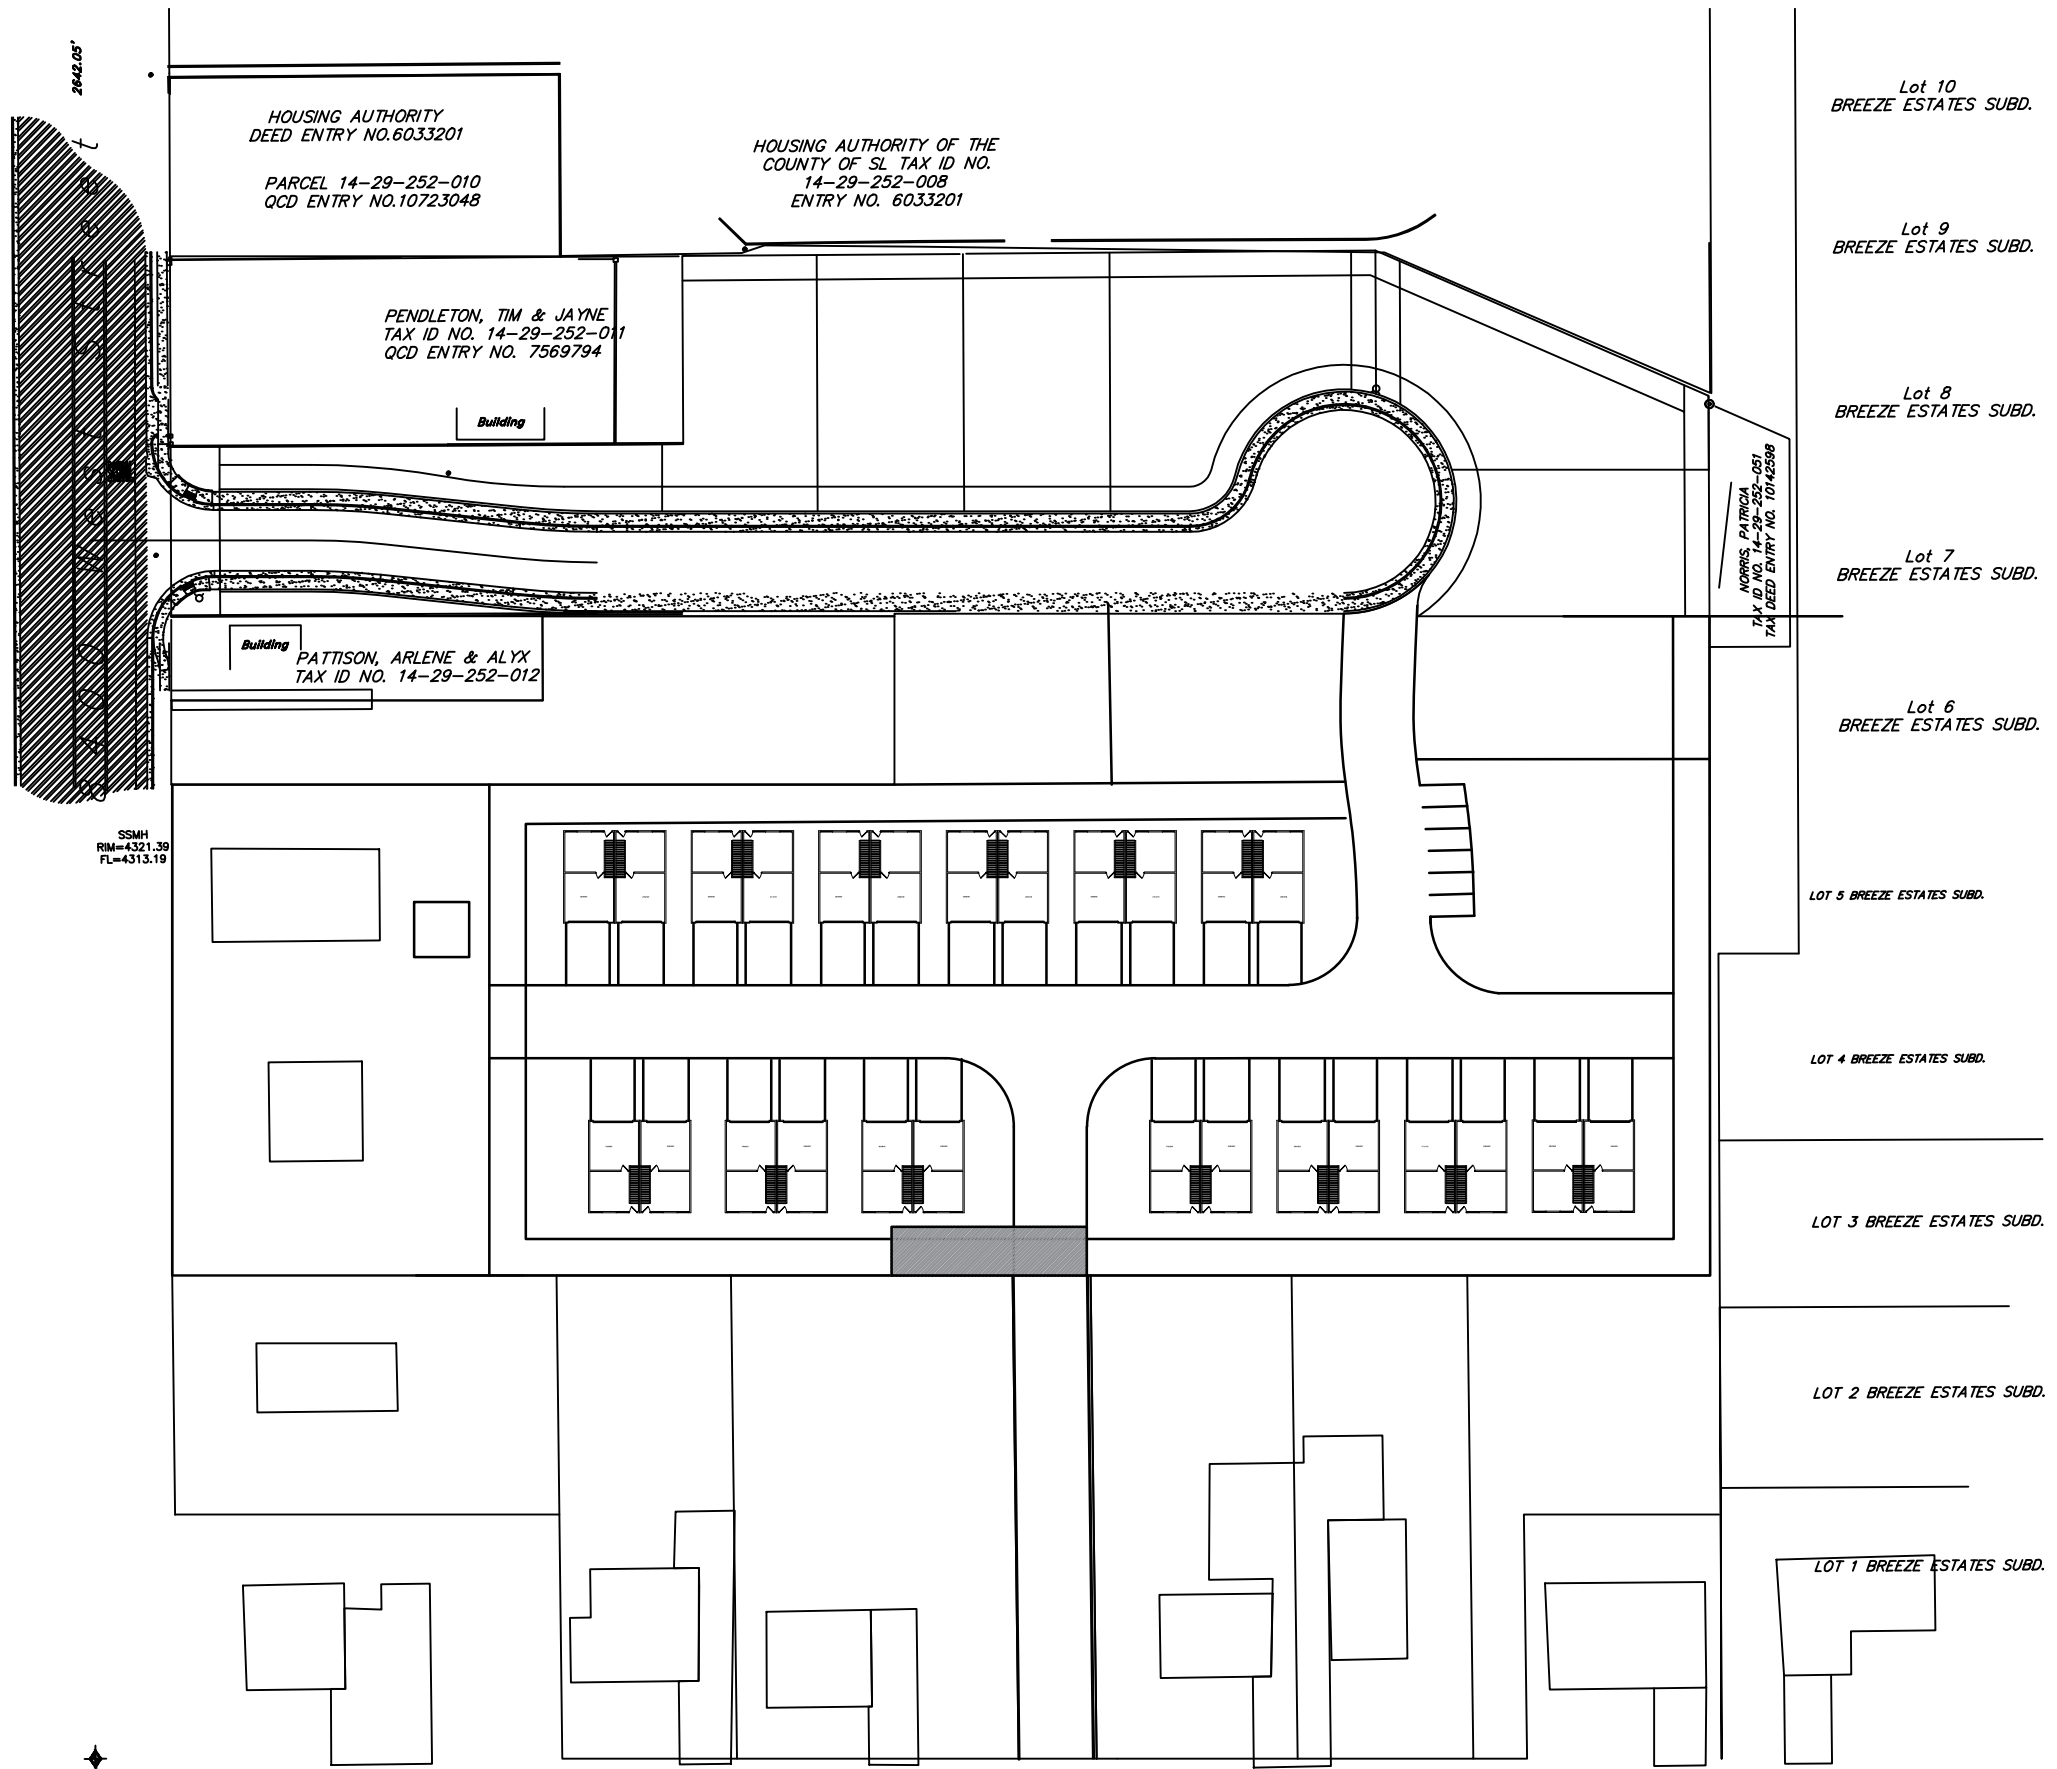 2642.05'
HOUSING AUTHORITY
DEED ENTRY NO.6033201
PARCEL 14-29-252-010
QCD ENTRY NO.10723048
HOUSING AUTHORITY OF THE
COUNTY OF SL TAX ID NO.
14-29-252-008
ENTRY NO. 6033201
Lot 10
BREEZE ESTATES SUBD.
Lot 9
BREEZE ESTATES SUBD.
PENDLETON, TIM & JAYNE
TAX ID NO. 14-29-252-011
QCD ENTRY NO. 7569794
Building
Lot 8
BREEZE ESTATES SUBD.
NORRIS, PATRICIA
TAX ID NO. 14-29-252-051
TAX DEED ENTRY NO. 10142598
Lot 7
BREEZE ESTATES SUBD.
8400 West Street
Building
PATTISON, ARLENE & ALYX
TAX ID NO. 14-29-252-012
Lot 6
BREEZE ESTATES SUBD.
SSMH
RIM=4321.39
FL=4313.19
LOT 5 BREEZE ESTATES SUBD.
LOT 4 BREEZE ESTATES SUBD.
LOT 3 BREEZE ESTATES SUBD.
LOT 2 BREEZE ESTATES SUBD.
LOT 1 BREEZE ESTATES SUBD.